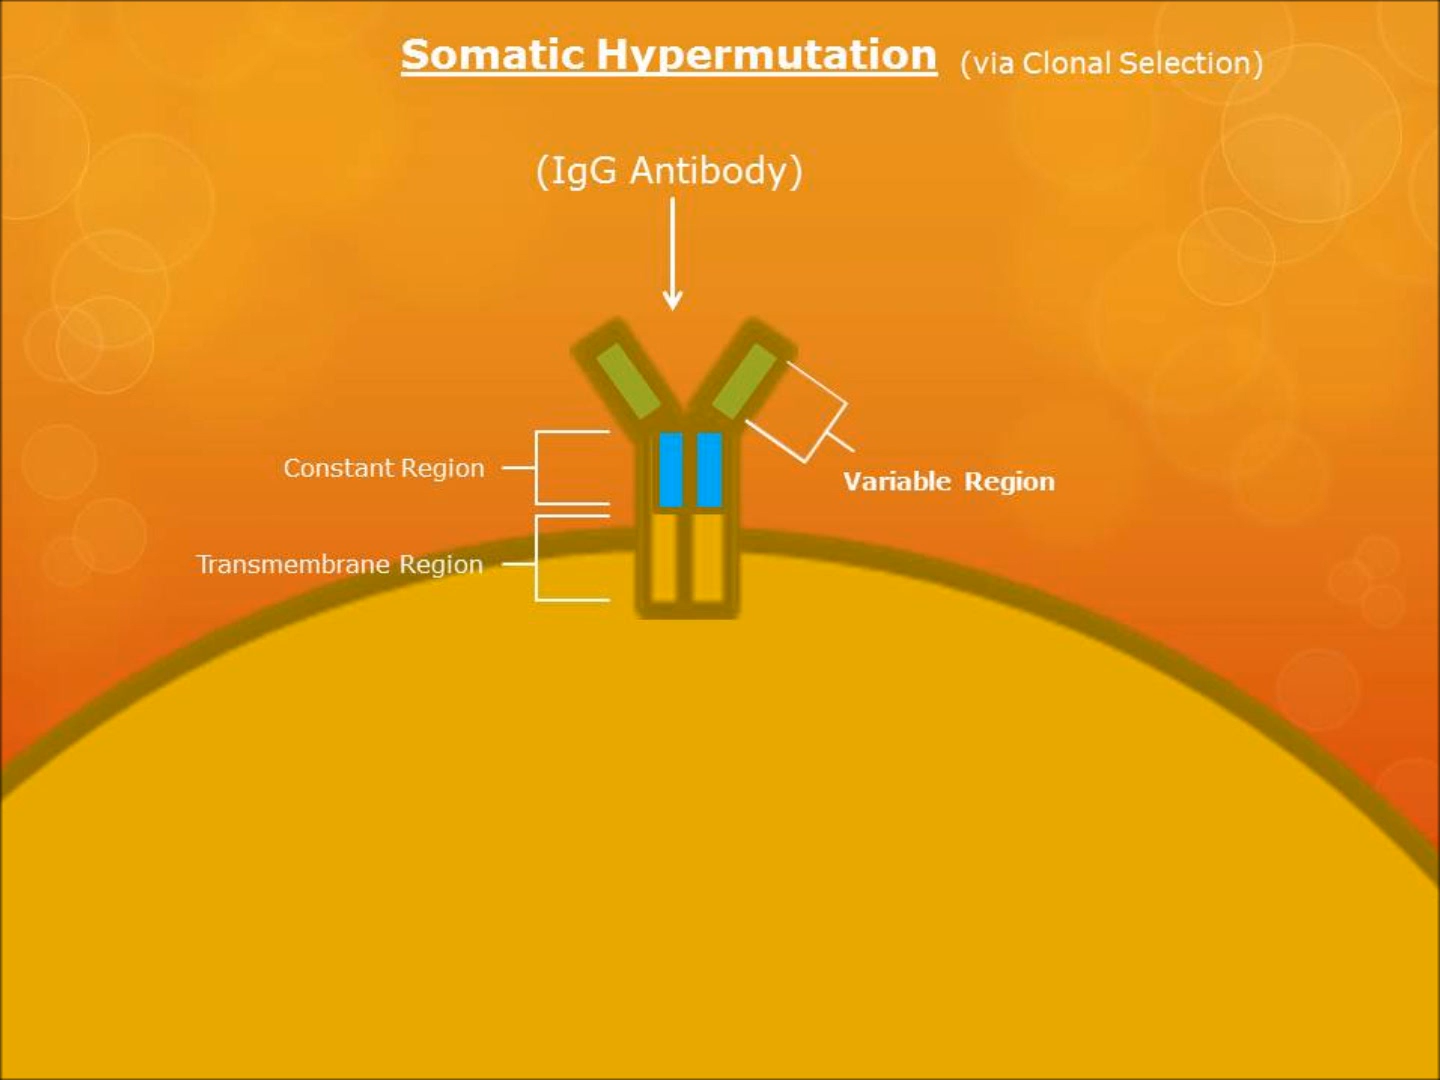 Somatic Hypermutation (via Clonal Selection)
(IgG Antibody)
Constant Region
Variable Region
Transmembrane Region